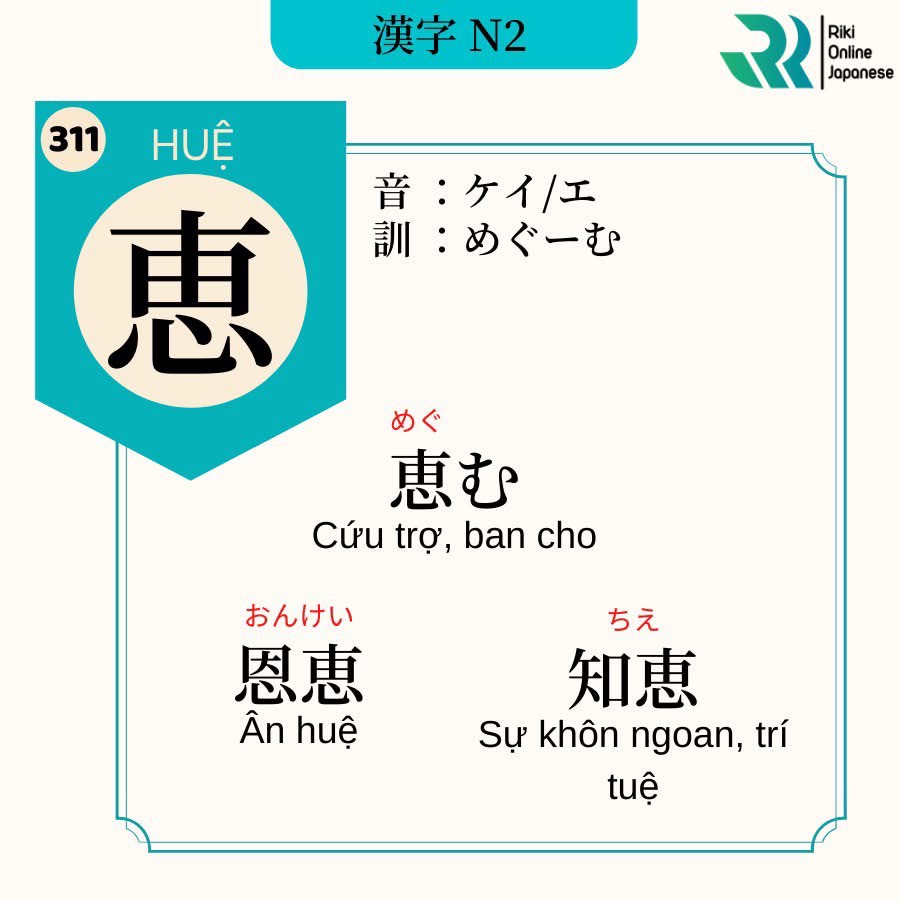 漢字 N2
Riki
Online
Japanese
311
HUỆ
恵
音 ：ケイ/エ
訓 ：めぐーむ
めぐ
恵む
Cứu trợ, ban cho
おんけい
恩恵
Ân huệ
ちえ
知恵
Sự khôn ngoan, trí
tuệ